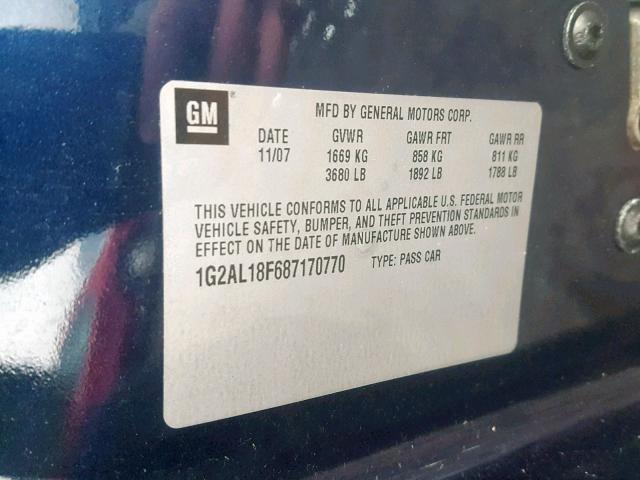 GM
MFD BY GENERAL MOTORS CORP.
DATE GVWR GAWR FRT GAWR RR
11/07 1669 KG 858 KG 811 KG
3680 LB 1892 LB 1788 LB
THIS VEHICLE CONFORMS TO ALL APPLICABLE U.S. FEDERAL MOTOR
VEHICLE SAFETY, BUMPER, AND THEFT PREVENTION STANDARDS IN
EFFECT ON THE DATE OF MANUFACTURE SHOWN ABOVE.
1G2AL18F687170770 TYPE: PASS CAR